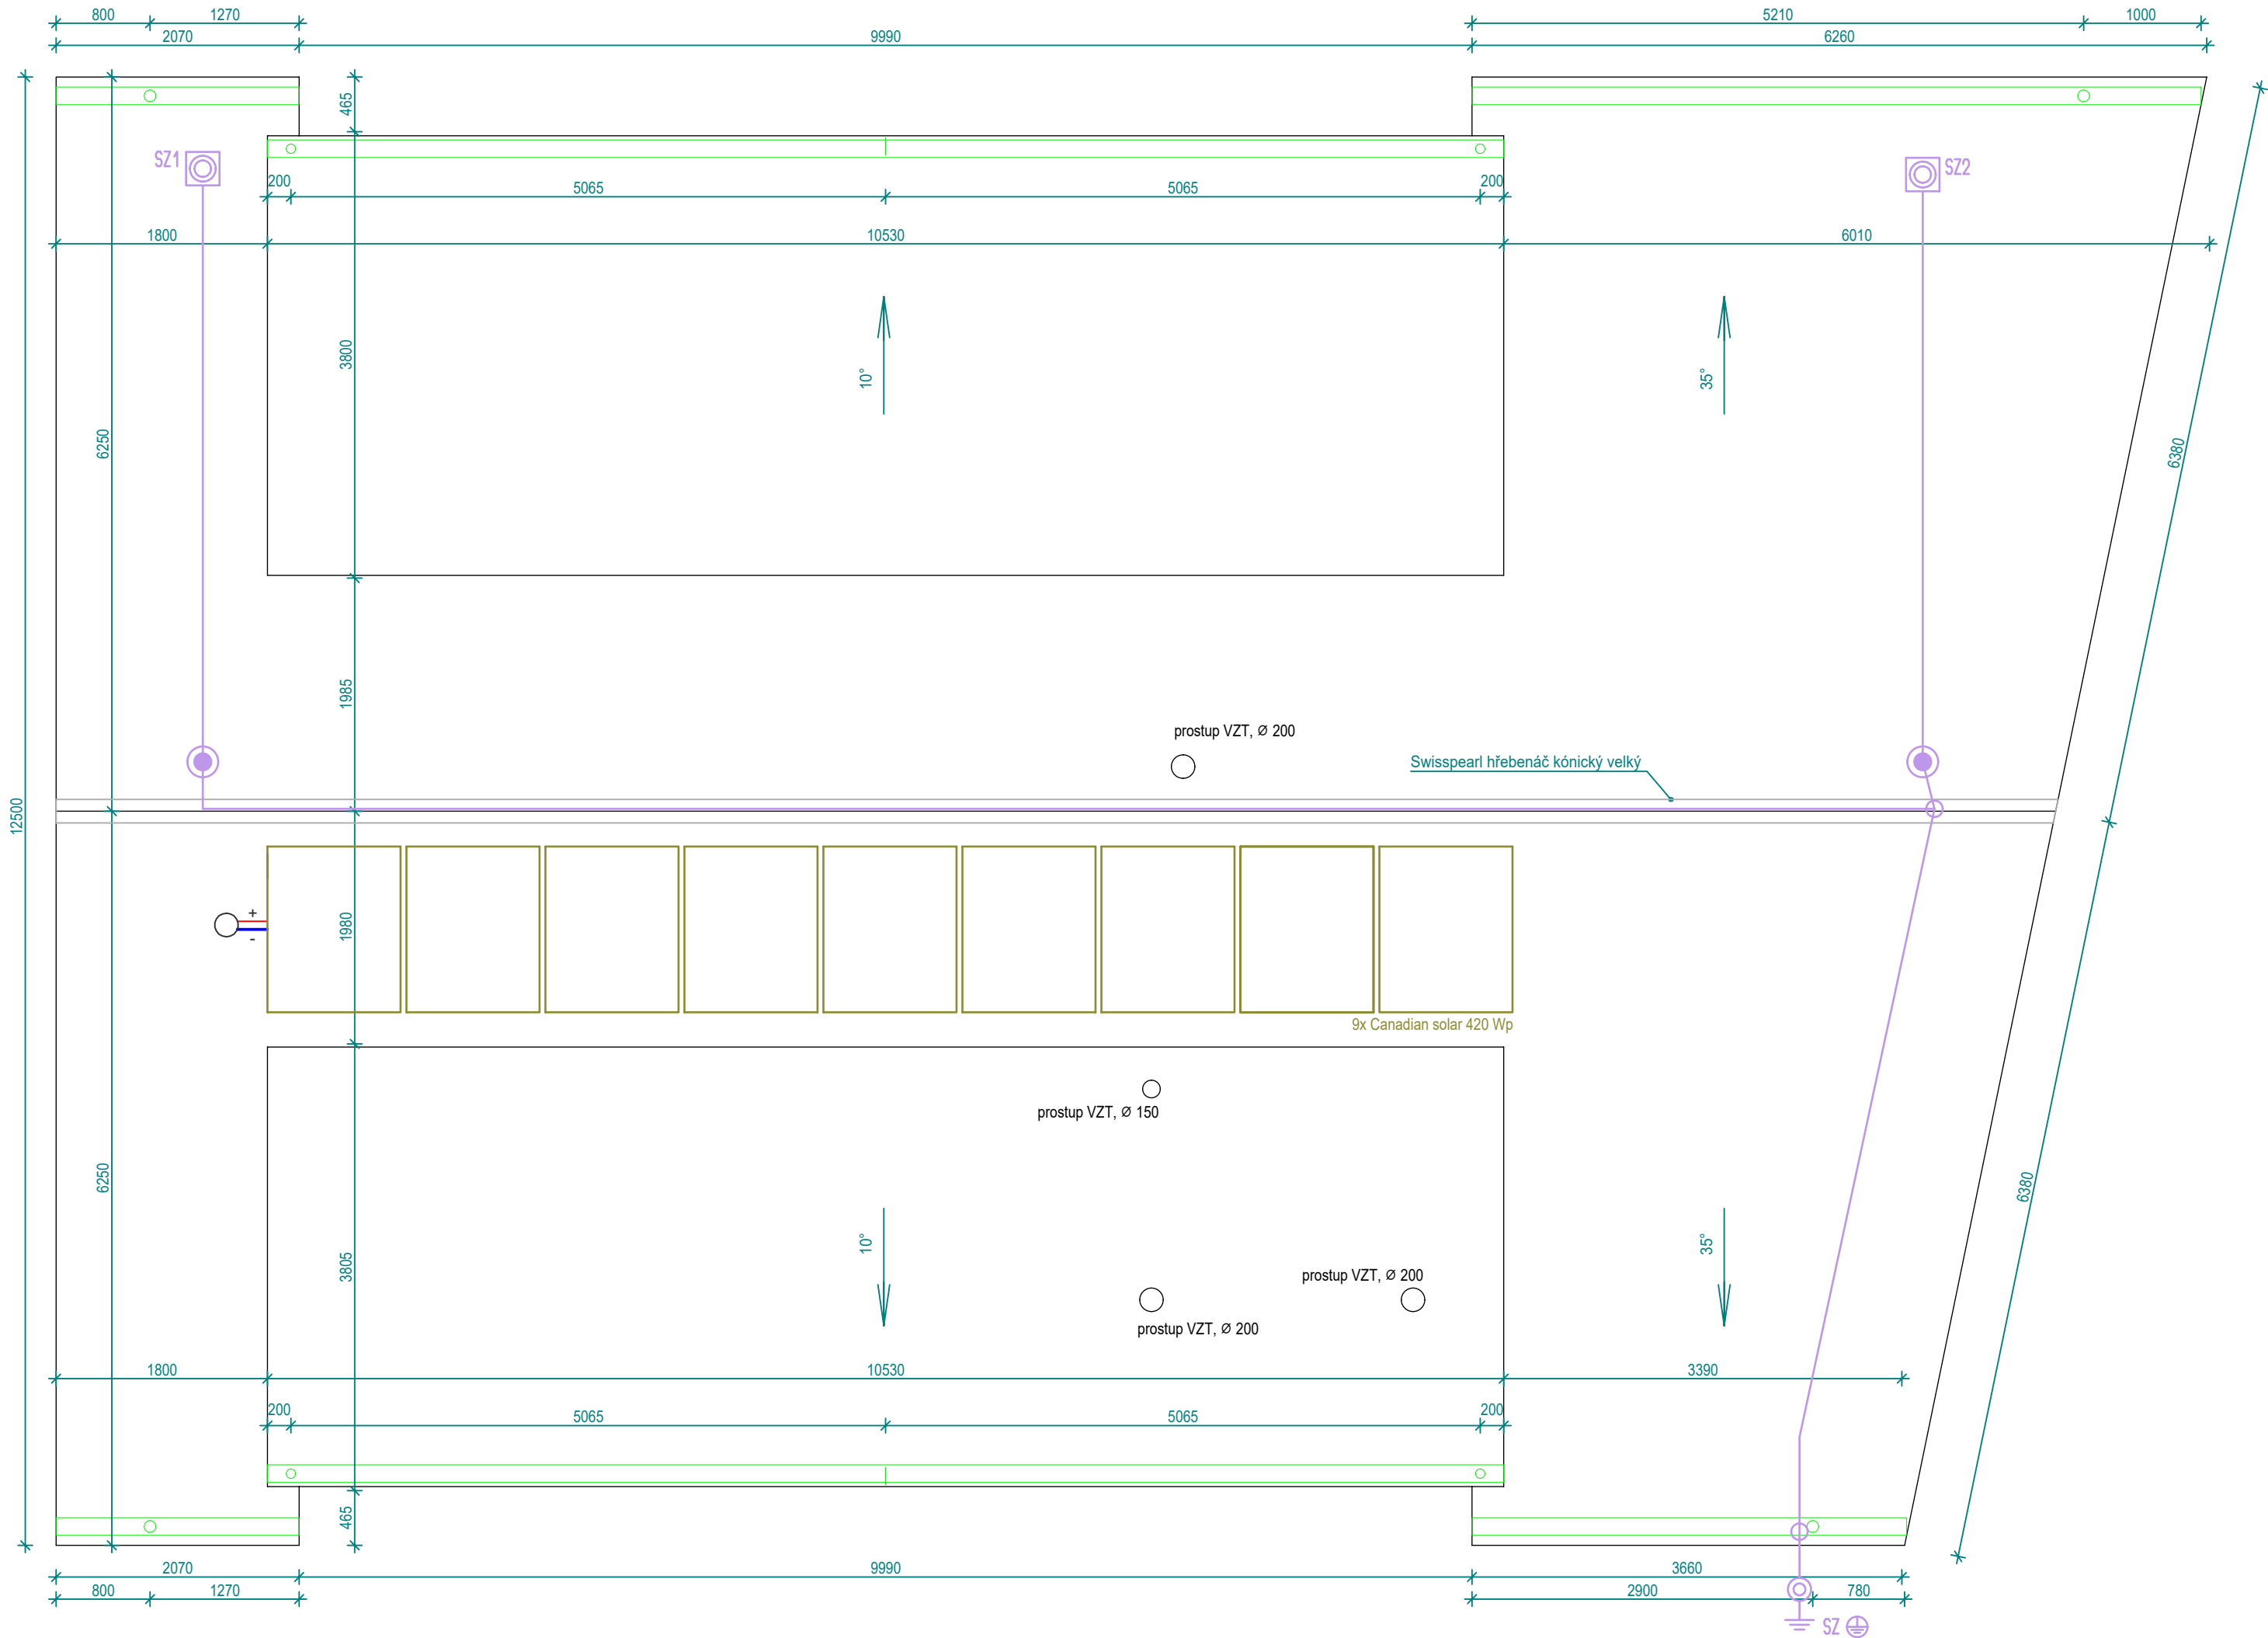 800 1270 5210 1000
2070 9990 6260
465
SZ1 SZ2
200 5065 5065 200
1800 10530 6010
3800
10° 35°
6250 6380
1985
prostup VZT, Ø 200
Swisspearl hřebenáč kónický velký
12500
+
1980
-
9x Canadian solar 420 Wp
prostup VZT, Ø 150
6250 6380
10° 35°
3805
prostup VZT, Ø 200
prostup VZT, Ø 200
1800 10530 3390
200 5065 5065 200
465
2070 9990 3660
800 1270 2900 780
SZ